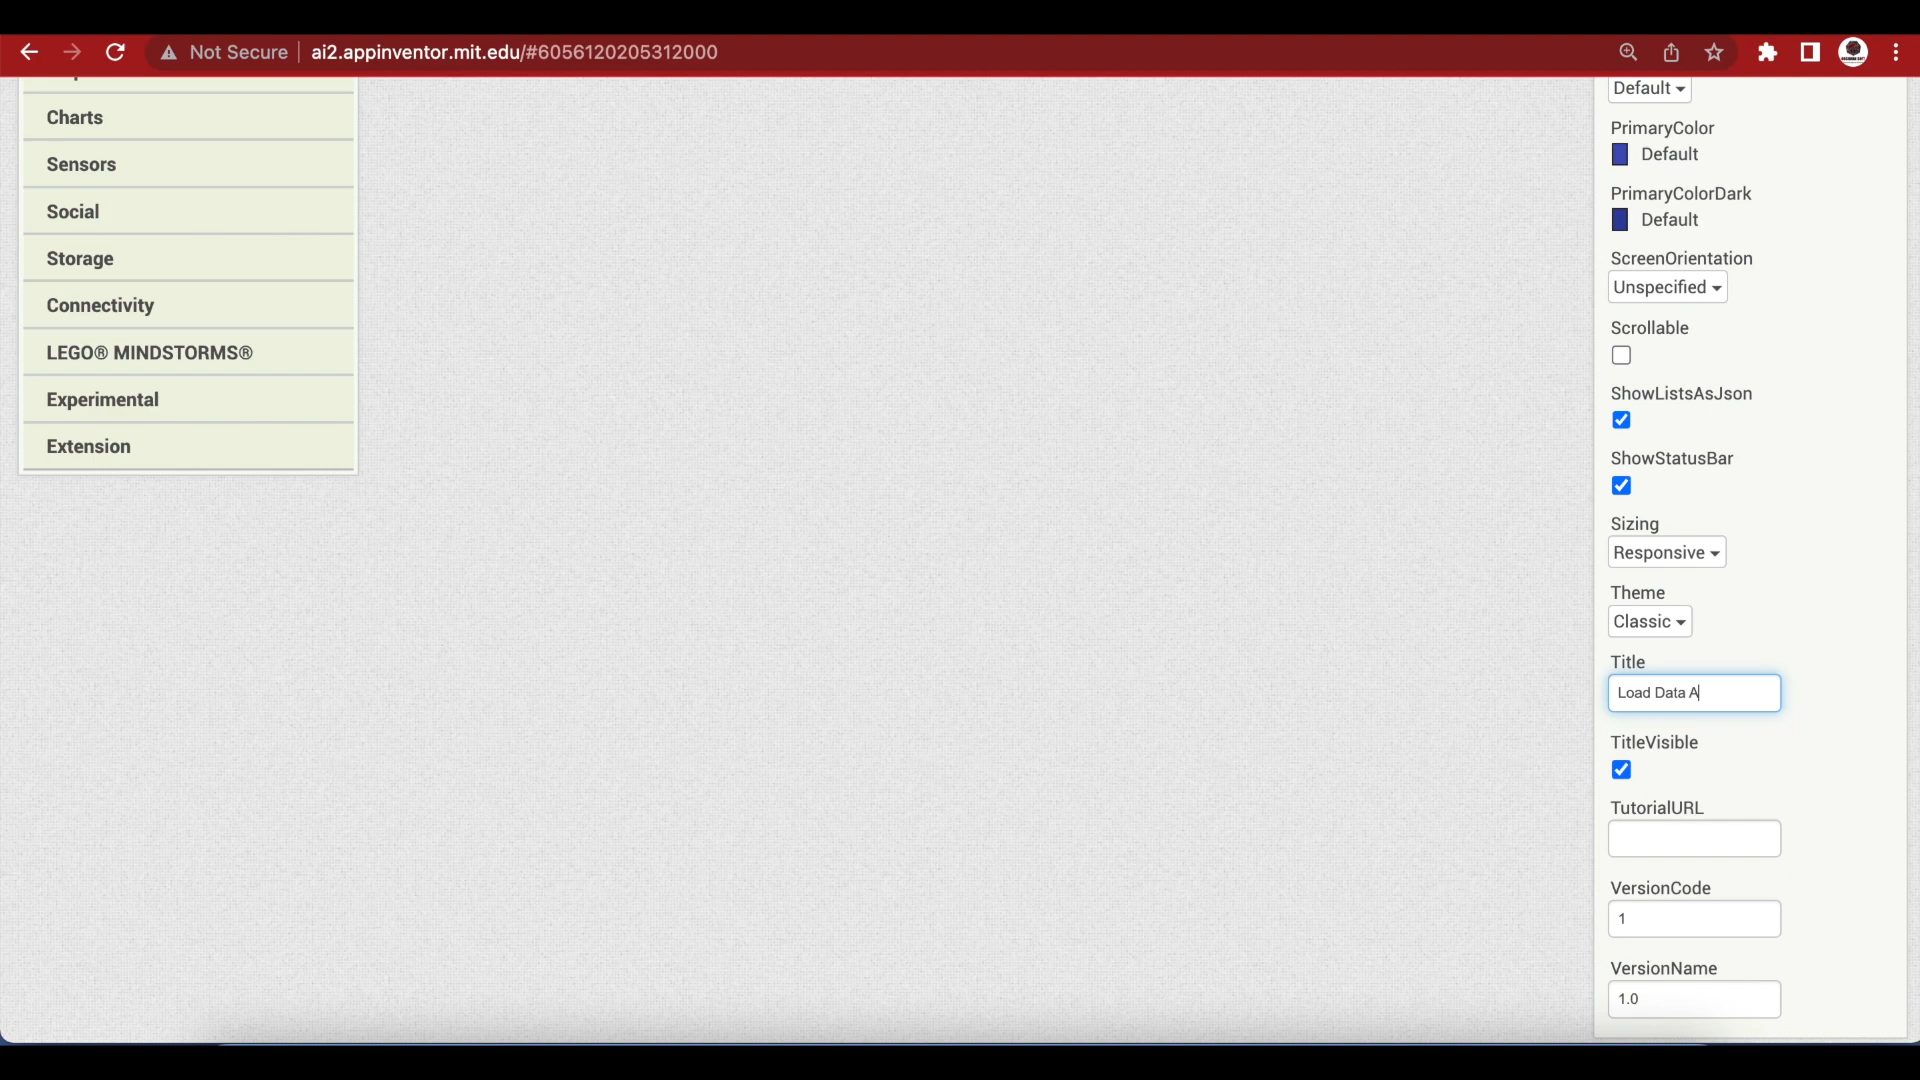 Not Secure
ai2.appinventor.mit.edu/#6056120205312000
Charts
Sensors
Social
Storage
Connectivity
LEGO® MINDSTORMS®
Experimental
Extension
Default
PrimaryColor
Default
PrimaryColorDark
Default
ScreenOrientation
Unspecified
Scrollable
ShowListsAsJson
ShowStatusBar
Sizing
Responsive
Theme
Classic
Title
Load Data A
TitleVisible
TutorialURL
VersionCode
1
VersionName
1.0